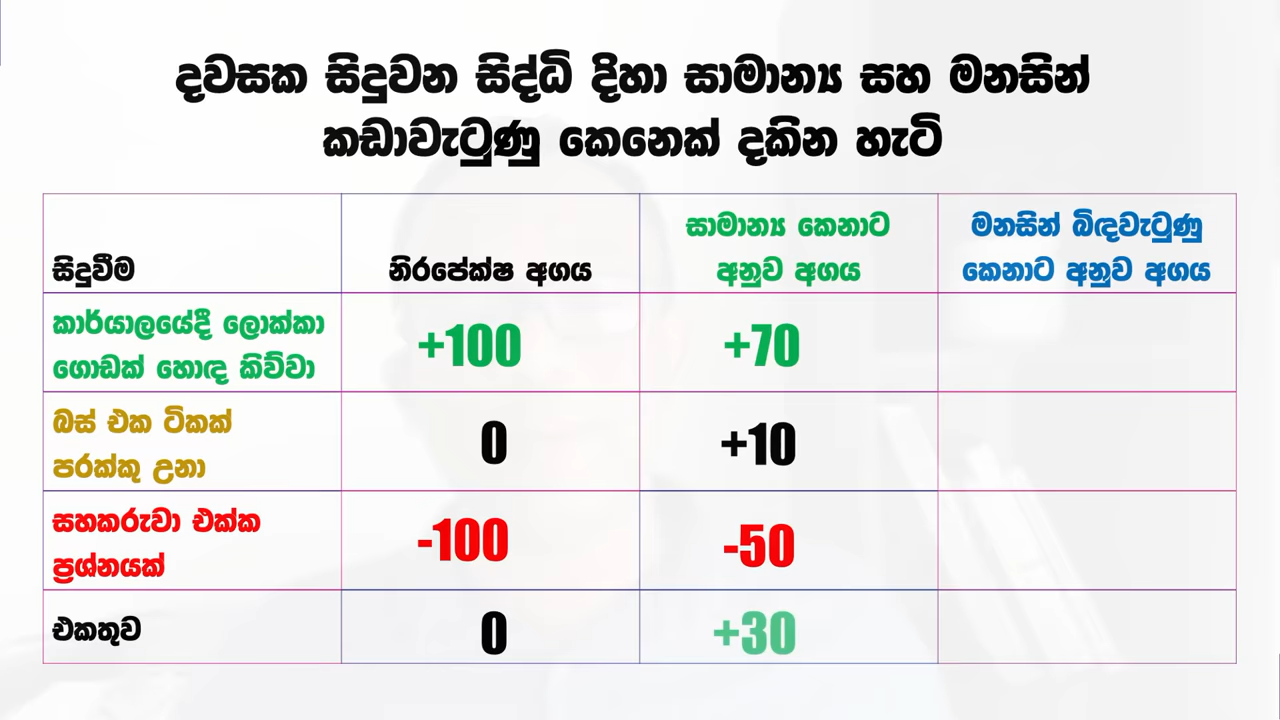 දවසක සිදුවන සිද්ධි දිහා සාමාන්‍ය සහ මනසින්
කඩාවැටුණු කෙනෙක් දකින හැටි
සිදුවීම
නිරපේක්ෂ අගය
සාමාන්‍ය කෙනාට
අනුව අගය
මනසින් බිඳවැටුණු
කෙනාට අනුව අගය
කාර්යාලයේදී ලොක්කා
ගොඩක් හොඳ කිව්වා
+100
+70
බස් එක ටිකක්
පරක්කු උනා
0
+10
සහකරුවා එක්ක
ප්‍රශ්නයක්
-100
-50
එකතුව
0
+30